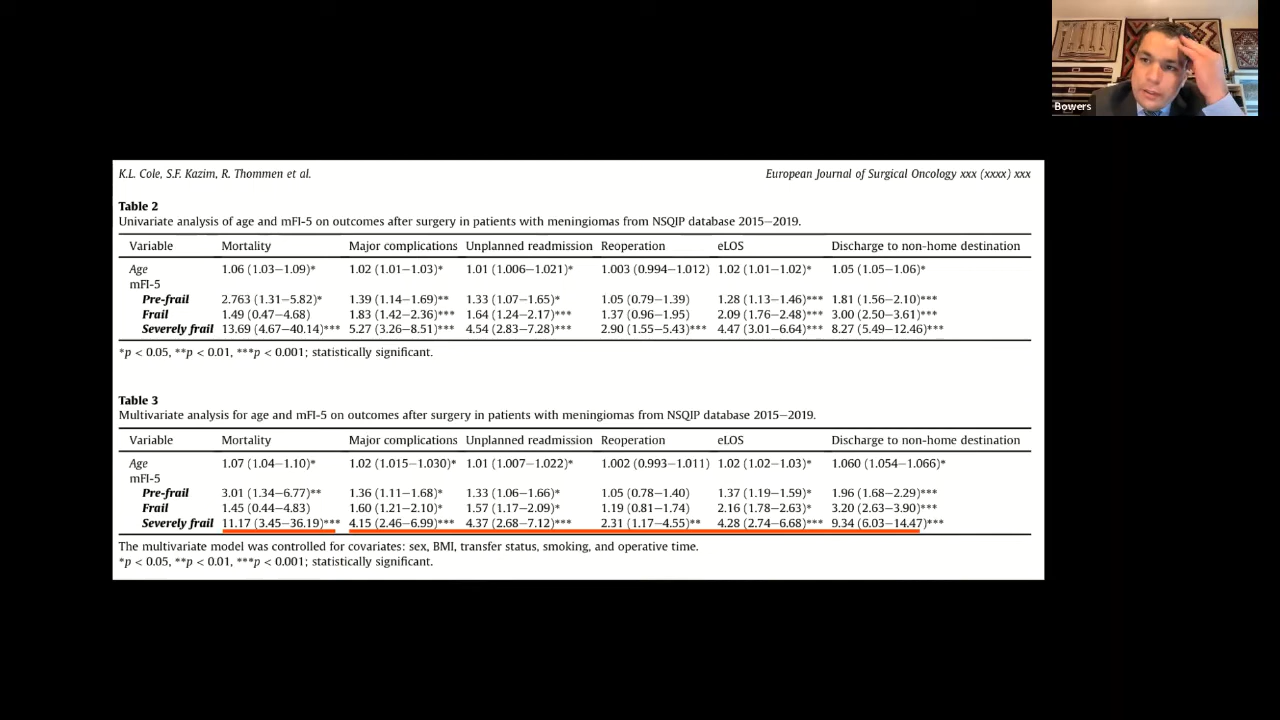 Bowers
K.L. Cole, S.F. Kazim, R. Thommen et al. European Journal of Surgical Oncology xxx (xxxx) xxx
Table 2
Univariate analysis of age and mFI-5 on outcomes after surgery in patients with meningiomas from NSQIP database 2015–2019.
Variable Mortality Major complications Unplanned readmission Reoperation eLOS Discharge to non-home destination
Age 1.06 (1.03–1.09)* 1.02 (1.01–1.03)* 1.01 (1.006–1.021)* 1.003 (0.994–1.012) 1.02 (1.01–1.02)* 1.05 (1.05–1.06)*
mFI-5
Pre-frail 2.763 (1.31–5.82)* 1.39 (1.14–1.69)** 1.33 (1.07–1.65)* 1.05 (0.79–1.39) 1.28 (1.13–1.46)*** 1.81 (1.56–2.10)***
Frail 1.49 (0.47–4.68) 1.83 (1.42–2.36)*** 1.64 (1.24–2.17)*** 1.37 (0.96–1.95) 2.09 (1.76–2.48)*** 3.00 (2.50–3.61)***
Severely frail 13.69 (4.67–40.14)*** 5.27 (3.26–8.51)*** 4.54 (2.83–7.28)*** 2.90 (1.55–5.43)*** 4.47 (3.01–6.64)*** 8.27 (5.49–12.46)***
*p < 0.05, **p < 0.01, ***p < 0.001; statistically significant.
Table 3
Multivariate analysis for age and mFI-5 on outcomes after surgery in patients with meningiomas from NSQIP database 2015–2019.
Variable Mortality Major complications Unplanned readmission Reoperation eLOS Discharge to non-home destination
Age 1.07 (1.04–1.10)* 1.02 (1.015–1.030)* 1.01 (1.007–1.022)* 1.002 (0.993–1.011) 1.02 (1.02–1.03)* 1.060 (1.054–1.066)*
mFI-5
Pre-frail 3.01 (1.34–6.77)** 1.36 (1.11–1.68)* 1.33 (1.06–1.66)* 1.05 (0.78–1.40) 1.37 (1.19–1.59)* 1.96 (1.68–2.29)***
Frail 1.45 (0.44–4.83) 1.60 (1.21–2.10)* 1.57 (1.17–2.09)* 1.19 (0.81–1.74) 2.16 (1.78–2.63)* 3.20 (2.63–3.90)***
Severely frail 11.17 (3.45–36.19)*** 4.15 (2.46–6.99)*** 4.37 (2.68–7.12)*** 2.31 (1.17–4.55)** 4.28 (2.74–6.68)*** 9.34 (6.03–14.47)***
The multivariate model was controlled for covariates: sex, BMI, transfer status, smoking, and operative time.
*p < 0.05, **p < 0.01, ***p < 0.001; statistically significant.